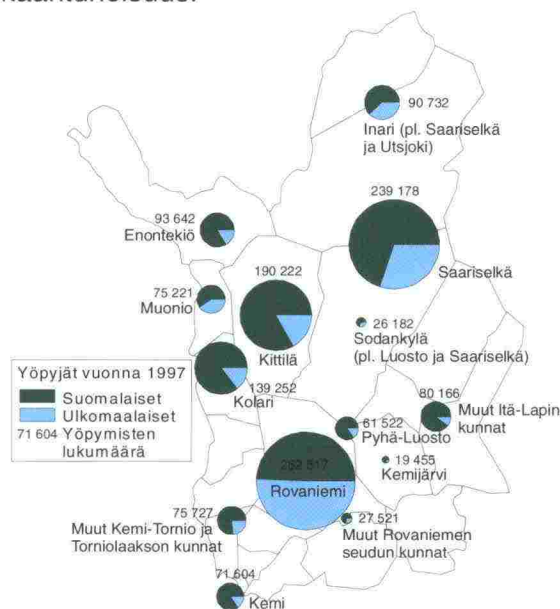 90 732
Inari (pl. Saariselkä
ja Utsjoki)
239 178
Saariselkä
93 642
Enontekiö
190 222
Kittilä
75 221
Muonio
26 182
Sodankylä
(pl. Luosto ja Saariselkä)
139 252
Kolari
80 166
Muut Itä-Lapin
kunnat
61 522
Pyhä-Luosto
19 455
Kemijärvi
Rovaniemi
75 727
Muut Kemi-Tornio ja
Torniolaakson kunnat
27 521
Muut Rovaniemen
seudun kunnat
71 604
Kemi
Yöpyjät vuonna 1997
Suomalaiset
Ulkomaalaiset
71 604 Yöpymisten
lukumäärä